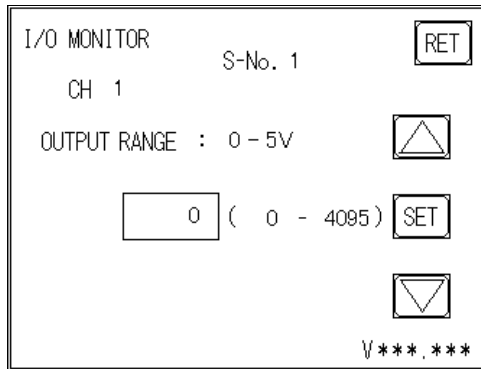 I/O MONITOR
S-No. 1
RET
CH 1
OUTPUT RANGE : 0-5V
0 ( 0 - 4095) SET
V***.***